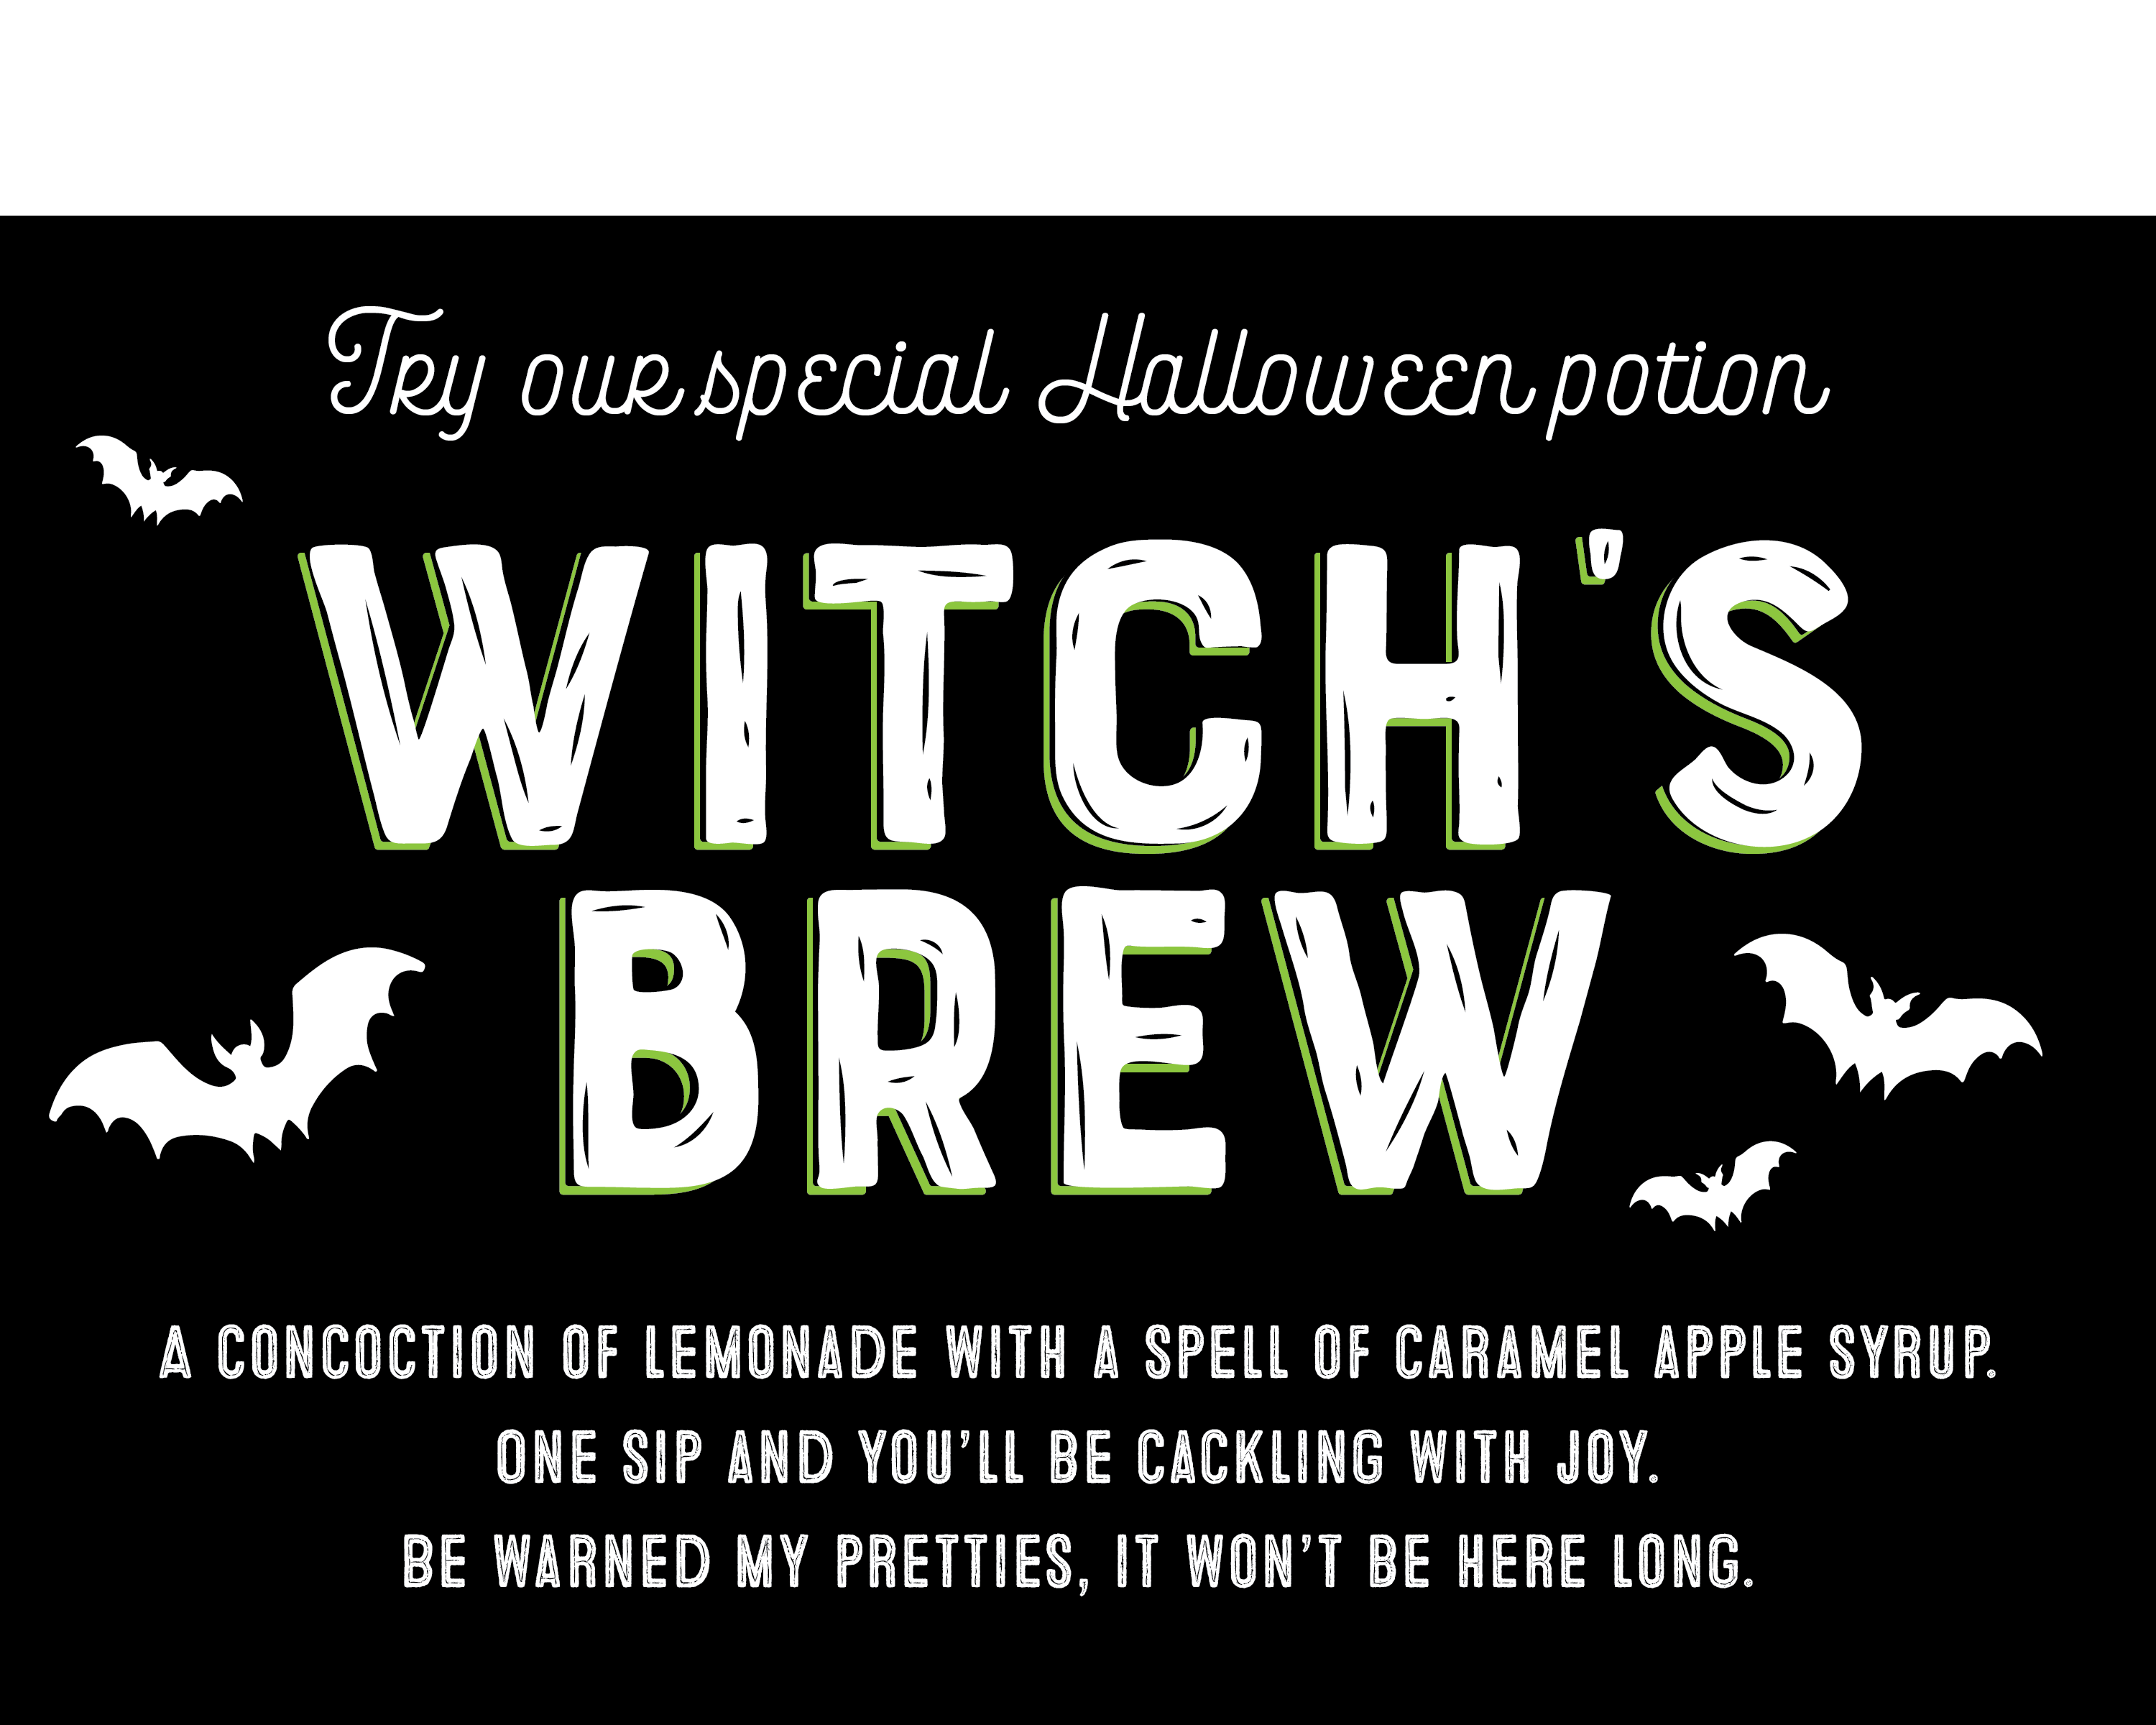 Try our special Halloween potion
WITCH'S
BREW
A CONCOCTION OF LEMONADE WITH A SPELL OF CARAMEL APPLE SYRUP.
ONE SIP AND YOU'LL BE CACKLING WITH JOY.
BE WARNED MY PRETTIES, IT WON'T BE HERE LONG.